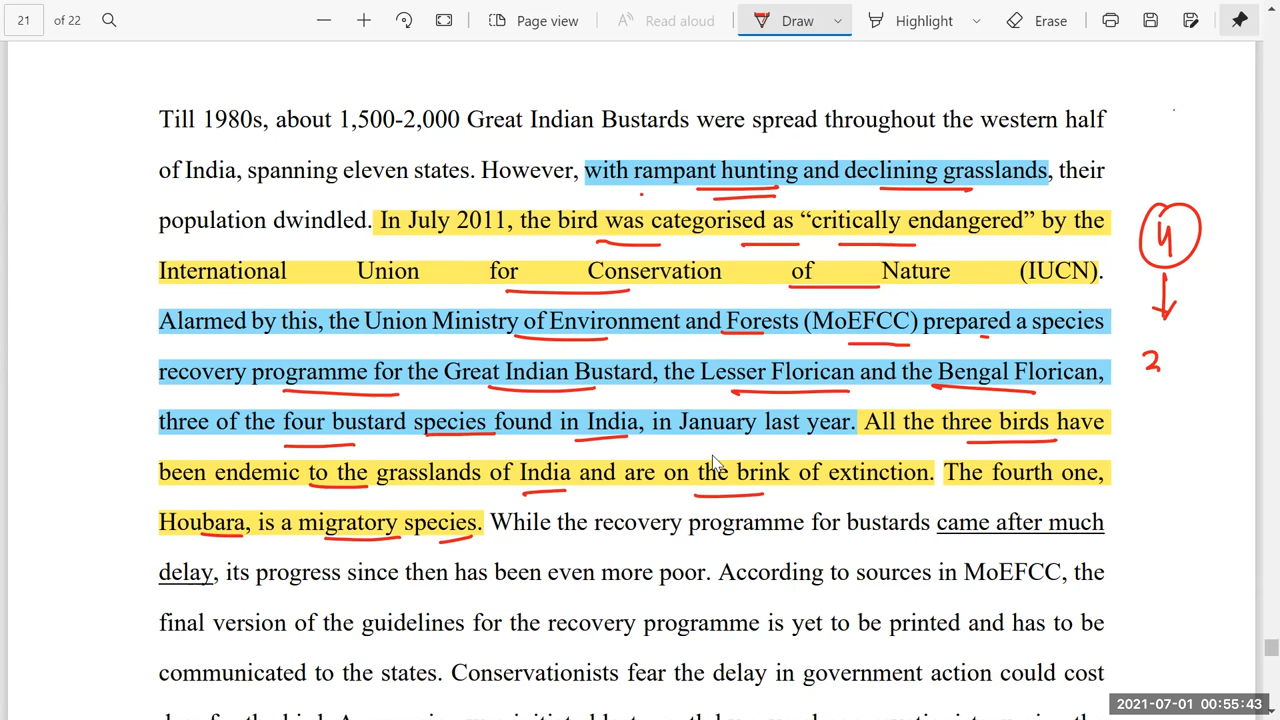 21 of 22 Page view Read aloud Draw Highlight Erase
Till 1980s, about 1,500-2,000 Great Indian Bustards were spread throughout the western half
of India, spanning eleven states. However, with rampant hunting and declining grasslands, their
population dwindled. In July 2011, the bird was categorised as “critically endangered” by the
International Union for Conservation of Nature (IUCN).
Alarmed by this, the Union Ministry of Environment and Forests (MoEFCC) prepared a species
recovery programme for the Great Indian Bustard, the Lesser Florican and the Bengal Florican,
three of the four bustard species found in India, in January last year. All the three birds have
been endemic to the grasslands of India and are on the brink of extinction. The fourth one,
Houbara, is a migratory species. While the recovery programme for bustards came after much
delay, its progress since then has been even more poor. According to sources in MoEFCC, the
final version of the guidelines for the recovery programme is yet to be printed and has to be
communicated to the states. Conservationists fear the delay in government action could cost
4
2021-07-01 00:55:43